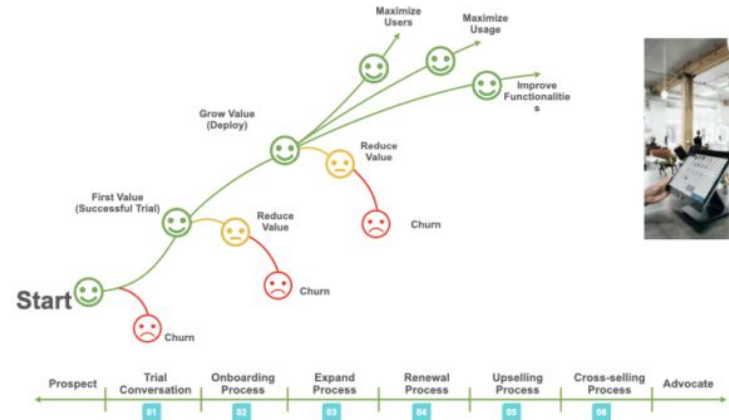 Maximize
Users
Maximize
Usage
Improve
Functionalitie
s
Grow Value
(Deploy)
Reduce
Value
First Value
(Successful Trial)
Reduce
Value
Churn
Churn
Start
Churn
Prospect
Trial
Conversation
Onboarding
Process
Expand
Process
Renewal
Process
Upselling
Process
Cross-selling
Process
Advocate
01
02
03
04
05
06